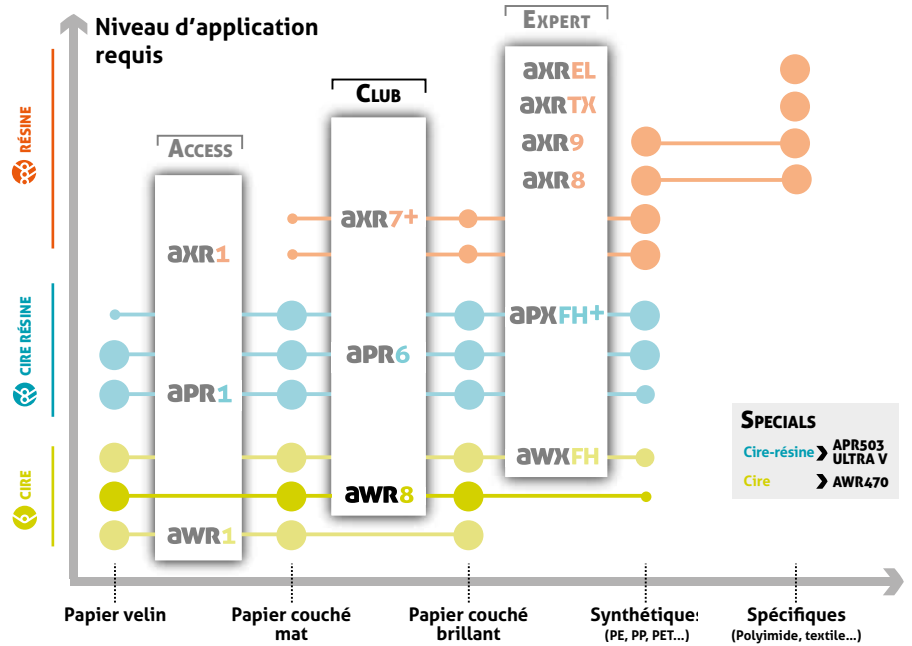 Niveau d'application
requis
EXPERT
CLUB
ACCESS
RÉSINE
CIRE RÉSINE
CIRE
aXREL
aXRTX
aXR9
aXR8
aXR7+
aXR1
aPXFH+
aPR6
aPR1
aWXFH
aWR8
aWR1
SPECIALS
Cire-résine APR503
ULTRA V
Cire AWR470
Papier velin
Papier couché
mat
Papier couché
brillant
Synthétique:
(PE, PP, PET...)
Spécifiques
(Polyimide, textile...)